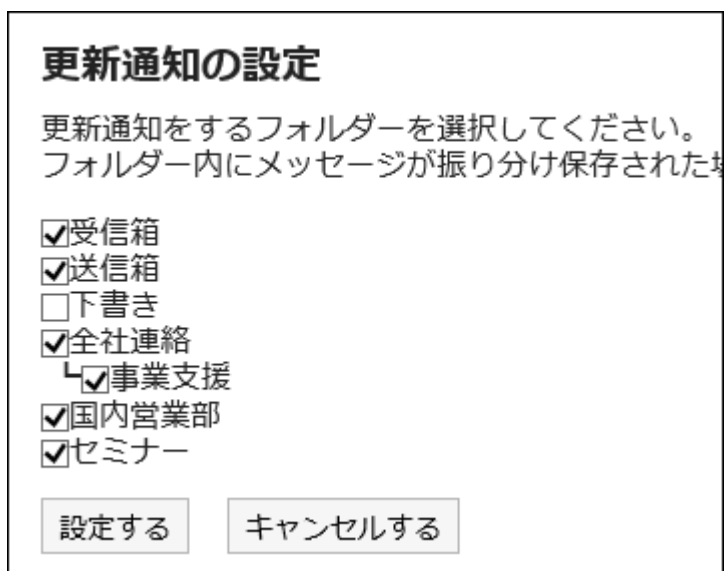 更新通知の設定
更新通知をするフォルダーを選択してください。
フォルダー内にメッセージが振り分け保存された
受信箱
送信箱
下書き
全社連絡
事業支援
国内営業部
セミナー
設定する
キャンセルする